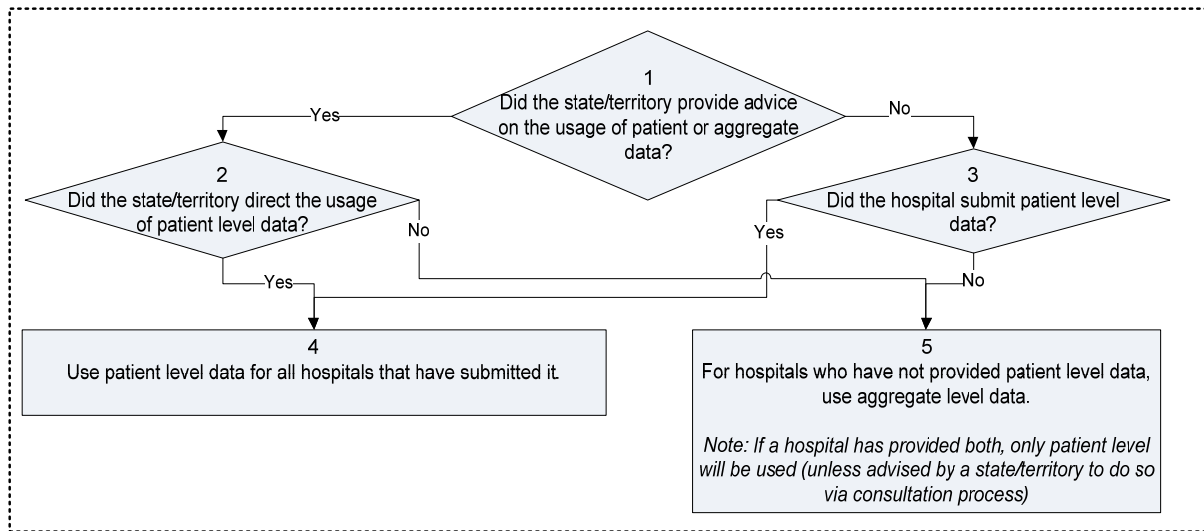 1
Did the state/territory provide advice
on the usage of patient or aggregate
data?
Yes
No
2
Did the state/territory direct the usage
of patient level data?
3
Did the hospital submit patient level
data?
No
Yes
Yes
No
4
Use patient level data for all hospitals that have submitted it.
5
For hospitals who have not provided patient level data,
use aggregate level data.
Note: If a hospital has provided both, only patient level
will be used (unless advised by a state/territory to do so
via consultation process)